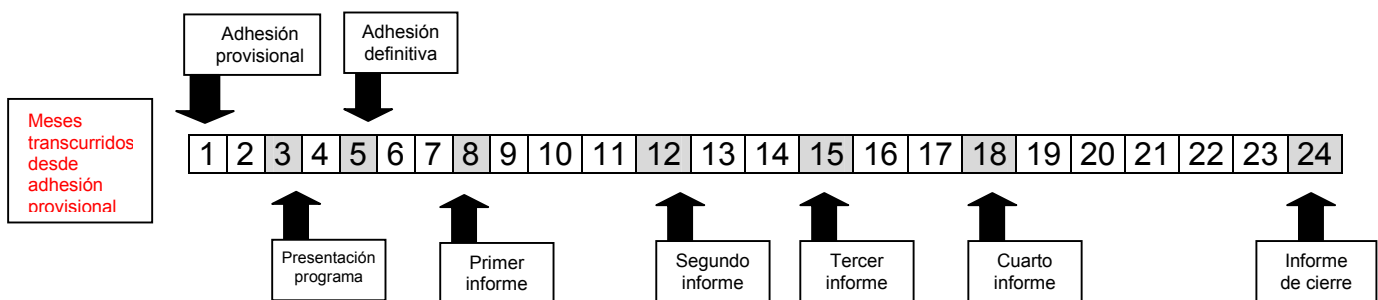 Adhesión
provisional
Adhesión
definitiva
Meses
transcurridos
desde
adhesión
provisional
1 2 3 4 5 6 7 8 9 10 11 12 13 14 15 16 17 18 19 20 21 22 23 24
Presentación
programa
Primer
informe
Segundo
informe
Tercer
informe
Cuarto
informe
Informe
de cierre